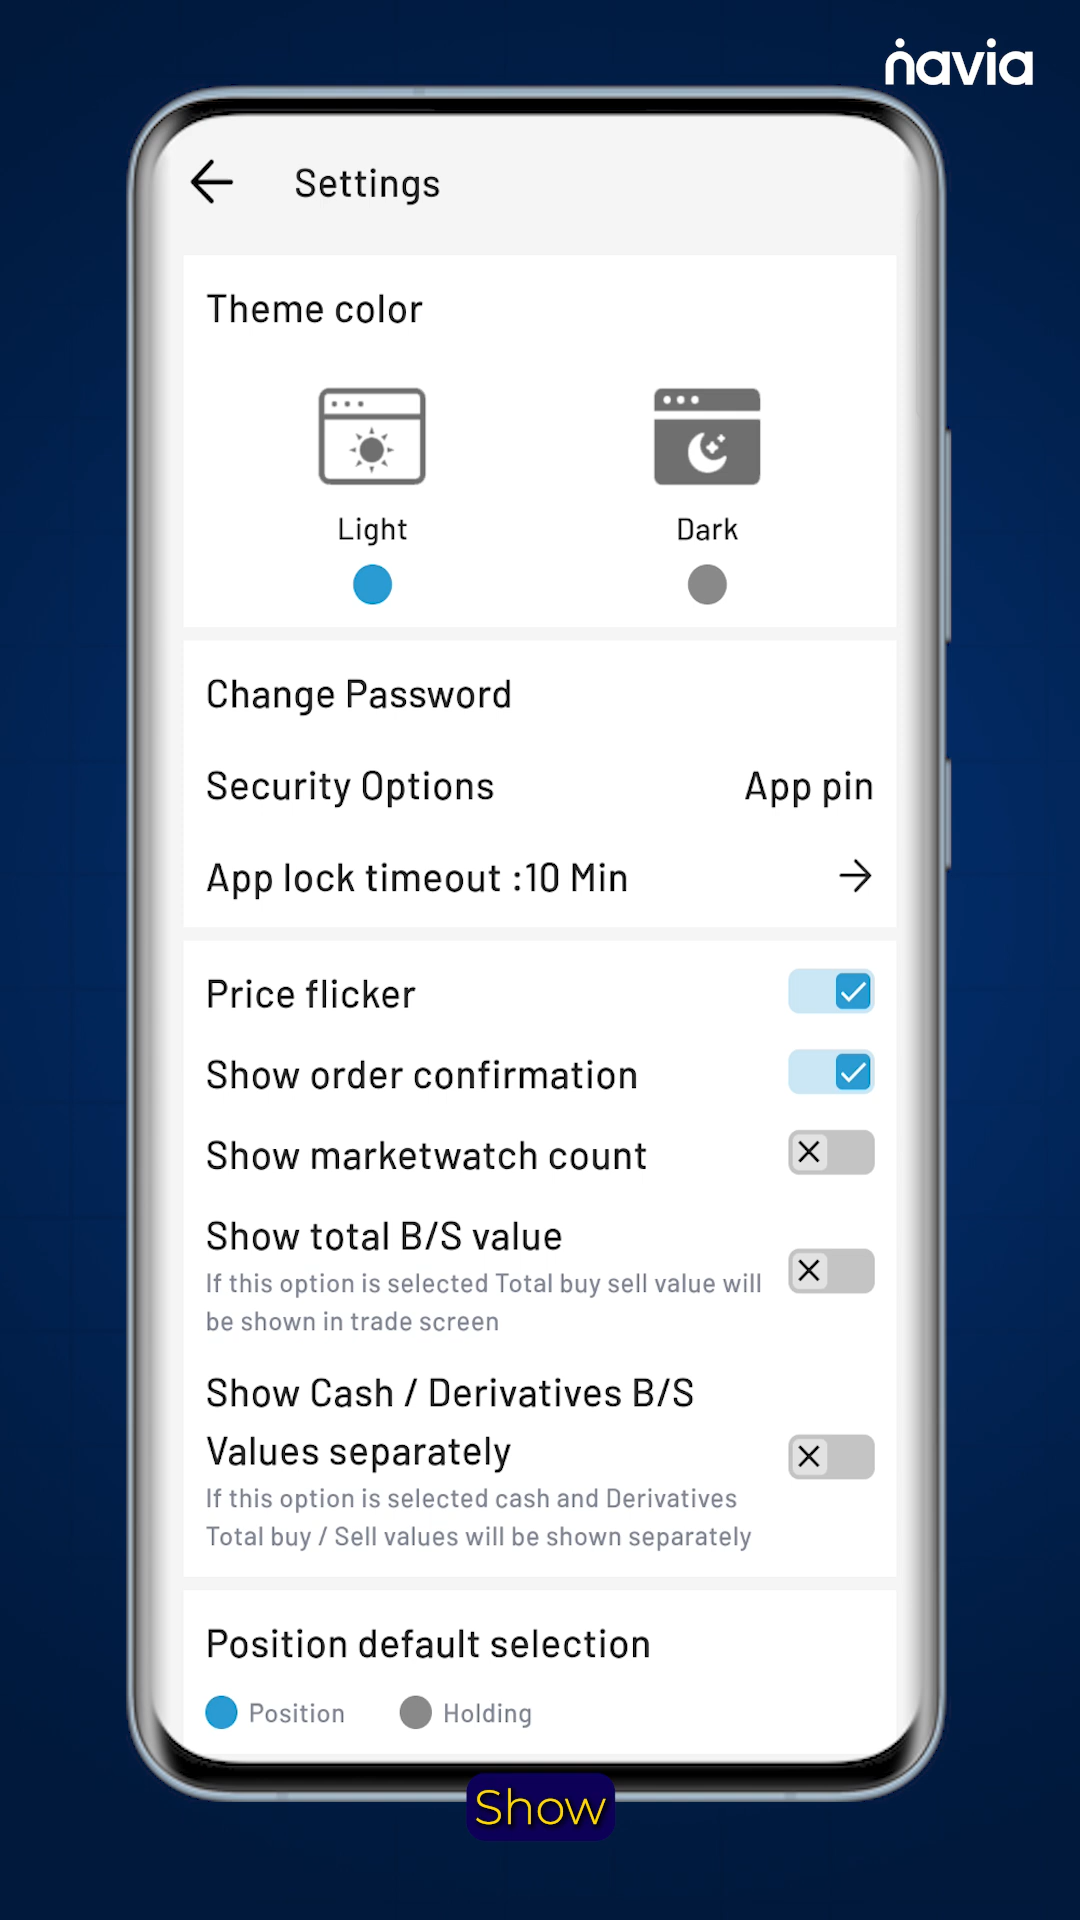 navia
Settings
Theme color
Light
Dark
Change Password
Security Options
App pin
App lock timeout :10 Min
Price flicker
Show order confirmation
Show marketwatch count
Show total B/S value
If this option is selected Total buy sell value will
be shown in trade screen
Show Cash / Derivatives B/S
Values separately
If this option is selected cash and Derivatives
Total buy / Sell values will be shown separately
Position default selection
Position
Holding
Show